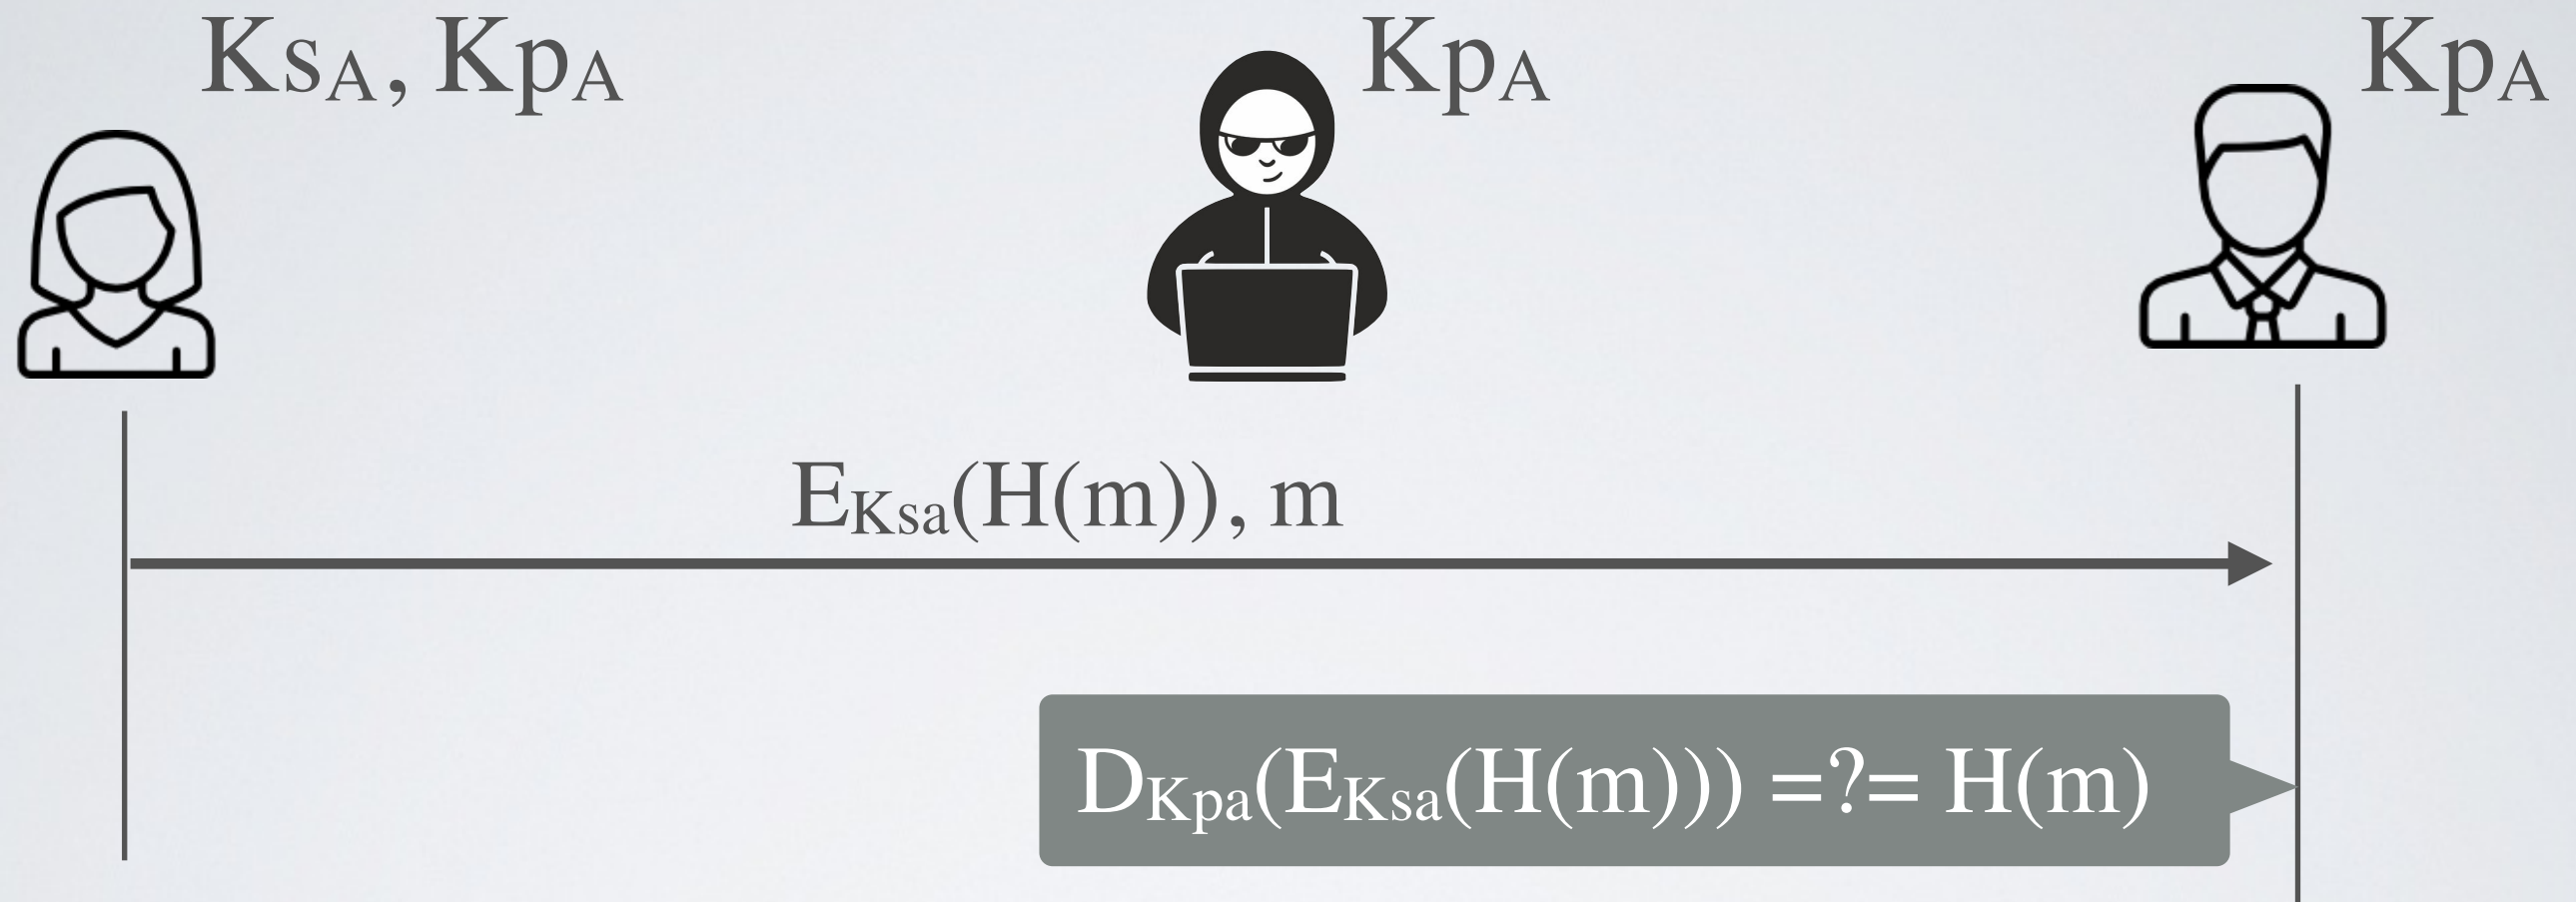 KsA, KpA
KpA
KpA
EKsa(H(m)), m
DKpa(EKsa(H(m))) =?= H(m)